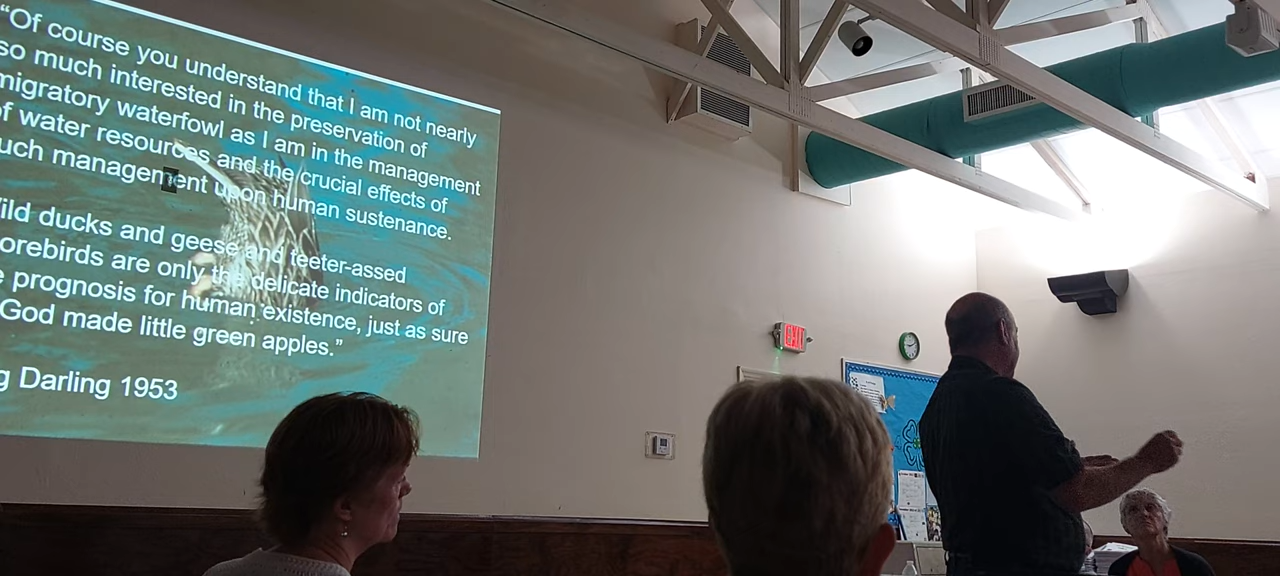 “Of course you understand that I am not nearly
so much interested in the preservation of
migratory waterfowl as I am in the management
of water resources and the crucial effects of
uch management upon human sustenance.
ild ducks and geese and teeter-assed
orebirds are only the delicate indicators of
e prognosis for human existence, just as sure
God made little green apples.”
g Darling 1953
EXIT